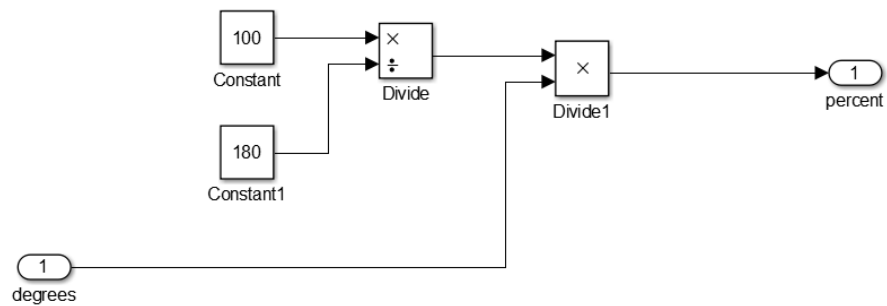 100
Constant
×
÷
Divide
×
Divide1
1
percent
180
Constant1
1
degrees